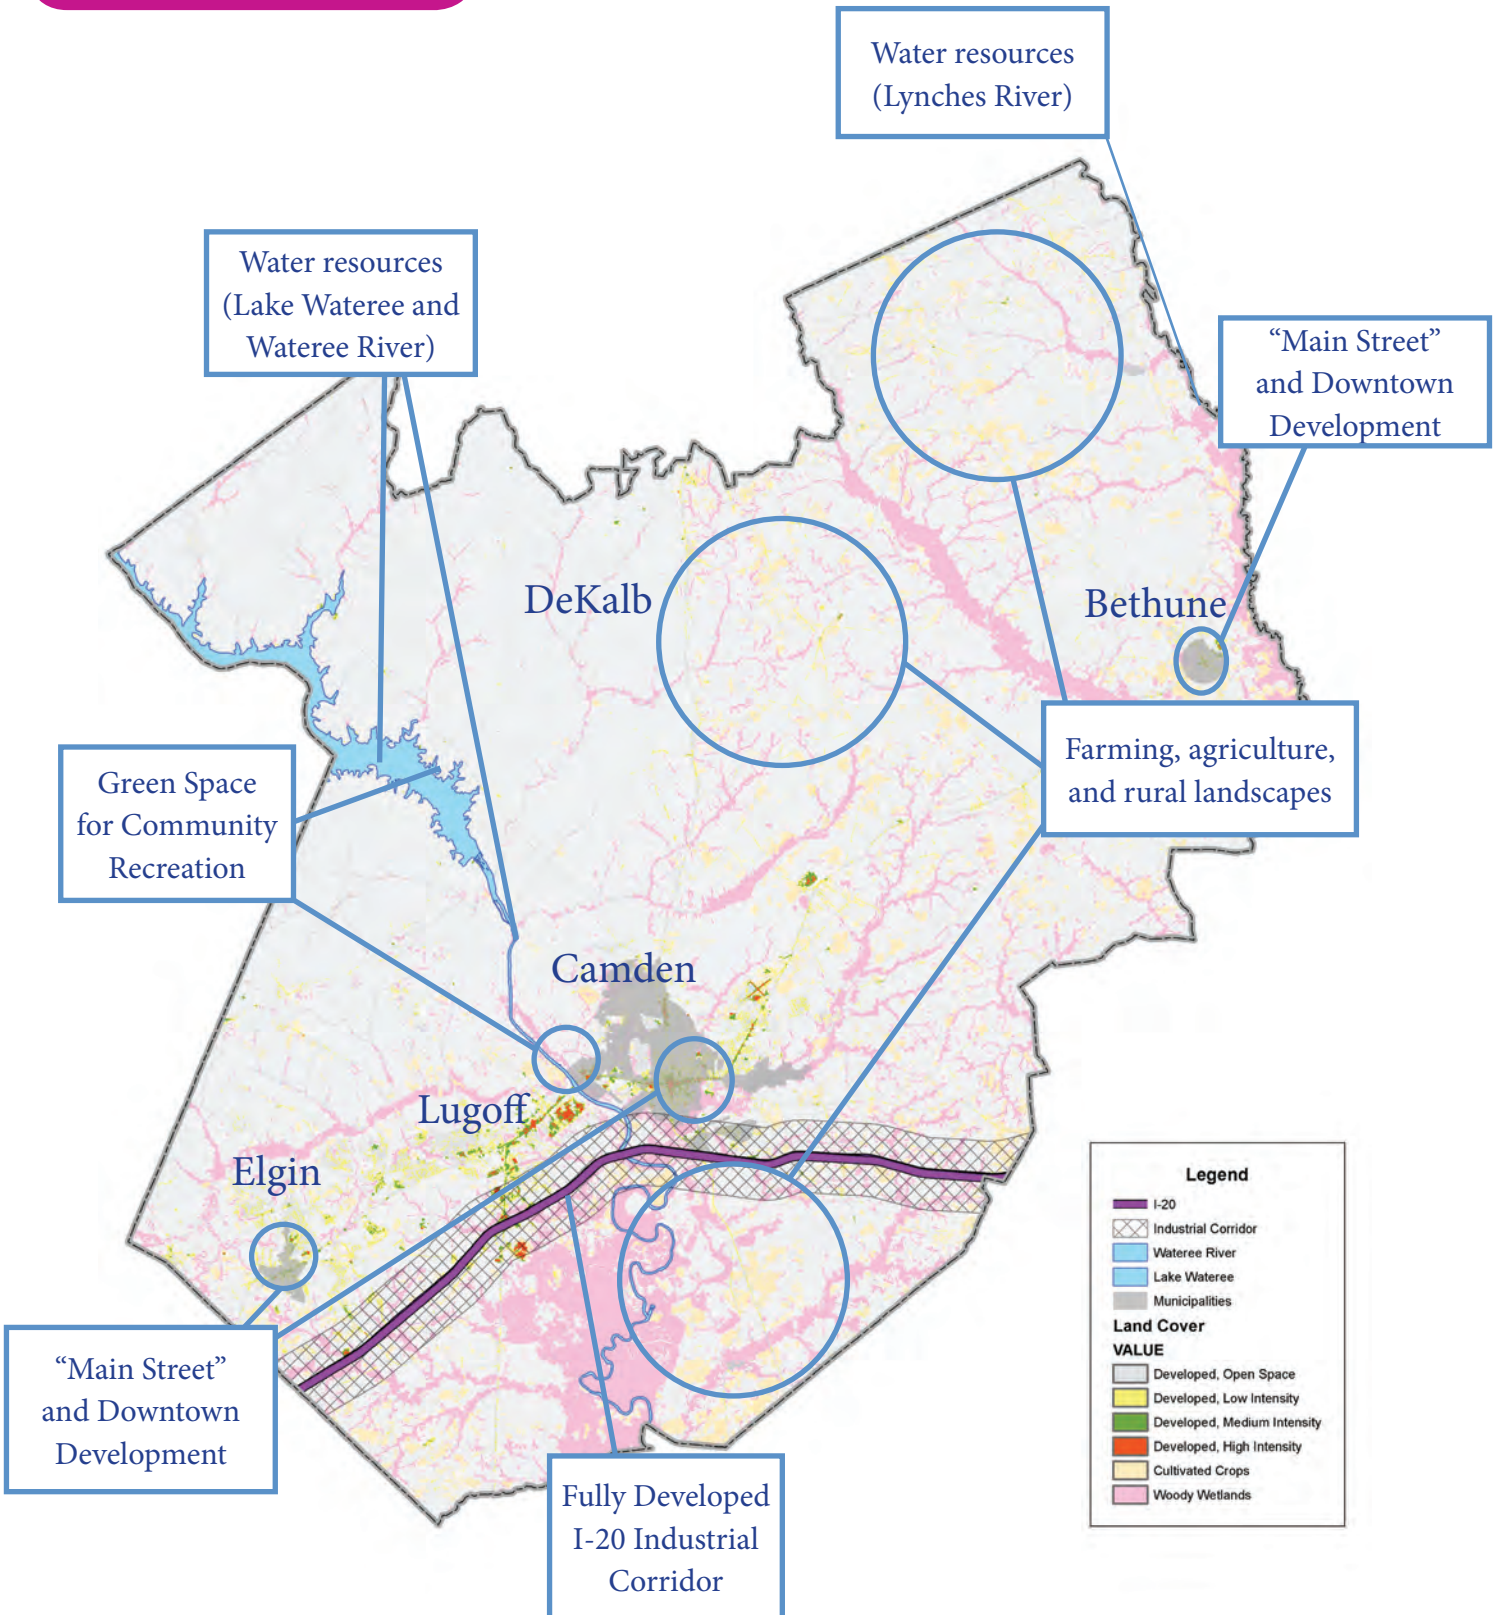 Water resources
(Lynches River)
Water resources
(Lake Wateree and
Wateree River)
“Main Street”
and Downtown
Development
DeKalb
Bethune
Farming, agriculture,
and rural landscapes
Green Space
for Community
Recreation
Camden
Lugoff
Elgin
“Main Street”
and Downtown
Development
Fully Developed
I-20 Industrial
Corridor
Legend
I-20
Industrial Corridor
Wateree River
Lake Wateree
Municipalities
Land Cover
VALUE
Developed, Open Space
Developed, Low Intensity
Developed, Medium Intensity
Developed, High Intensity
Cultivated Crops
Woody Wetlands